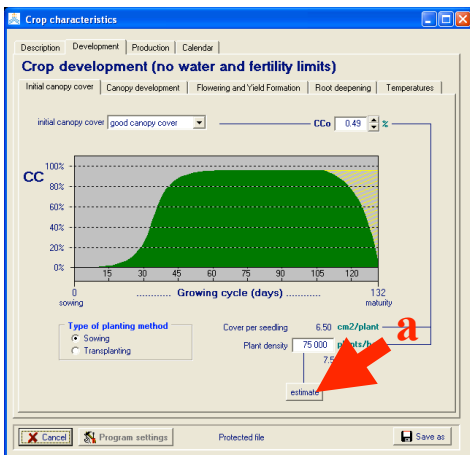 Crop characteristics
Description Development Production Calendar
Crop development (no water and fertility limits)
Initial canopy cover Canopy development Flowering and Yield Formation Root deepening Temperatures
initial canopy cover good canopy cover CCo 0.49 %
CC
100%
80%
60%
40%
20%
0%
15 30 45 60 75 90 105 120
0 ........... Growing cycle (days) ........... 132
sowing maturity
Type of planting method
Sowing
Transplanting
Cover per seedling 6.50 cm2/plant
Plant density 75 000
a
estimate
Cancel Program settings Protected file Save as